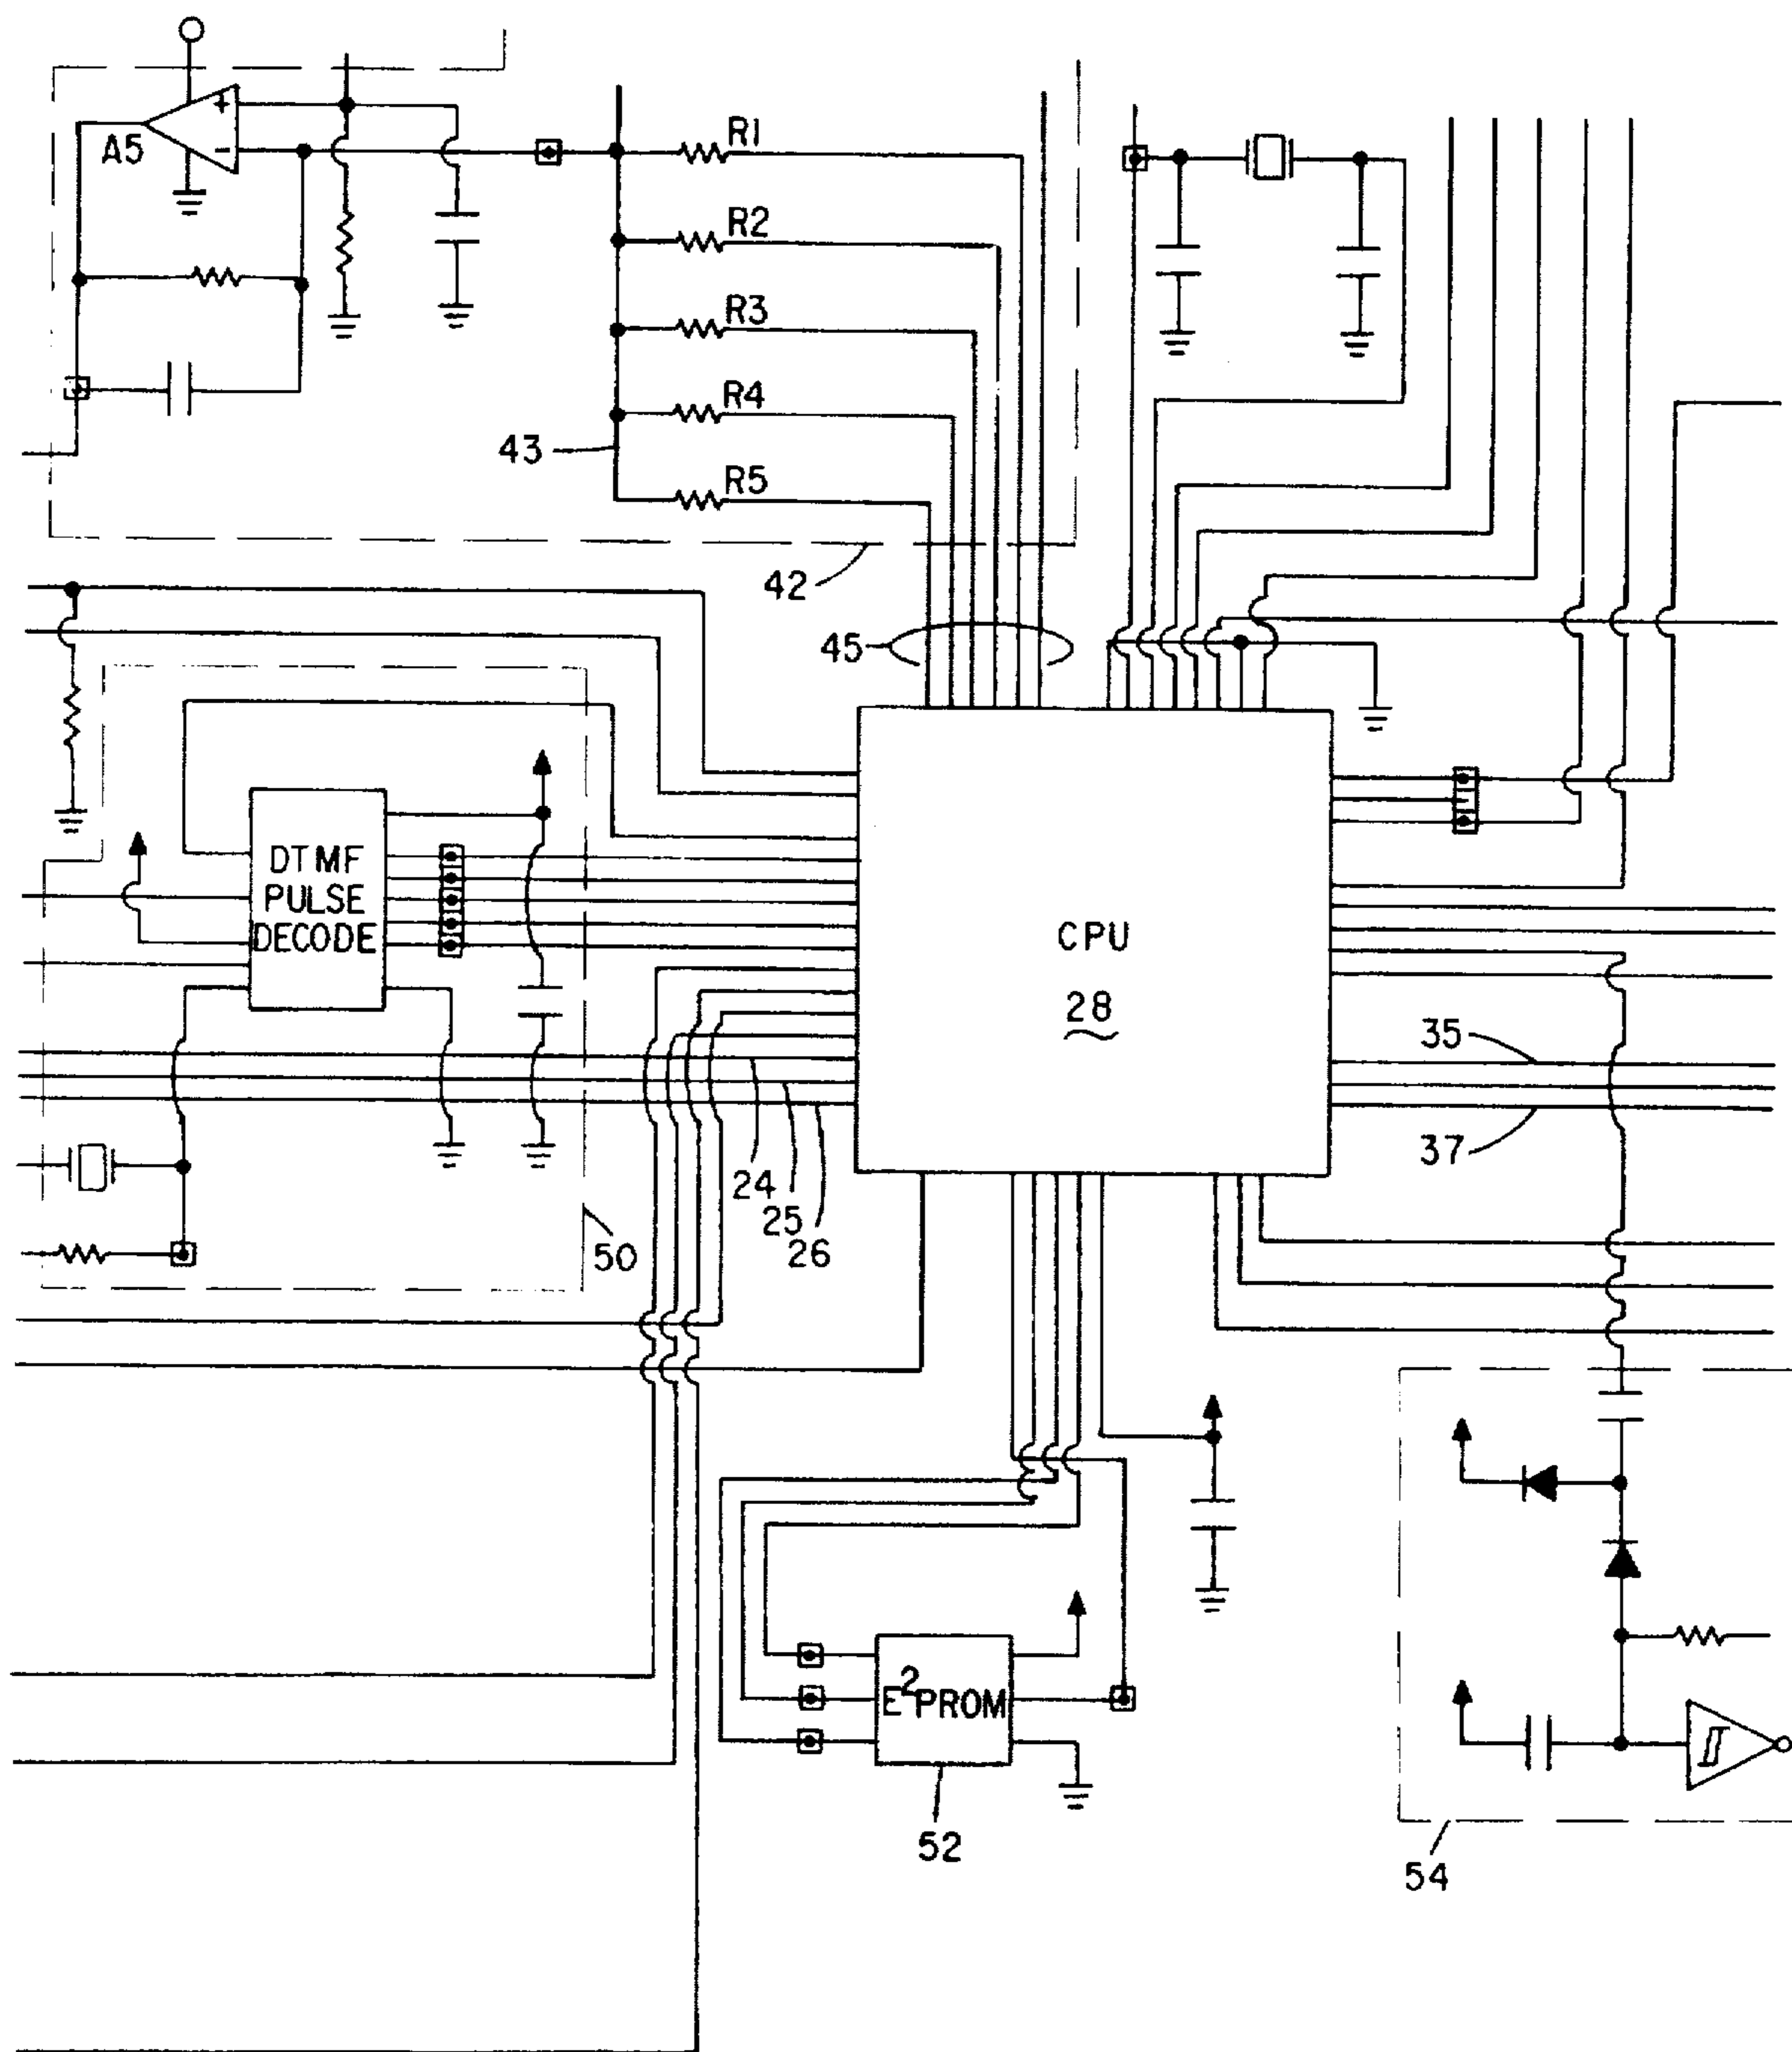 A5
+
-
R1
R2
R3
R4
R5
43
42
45
DTMF
PULSE
DECODE
CPU
28
35
37
24
25
26
50
E²PROM
52
54